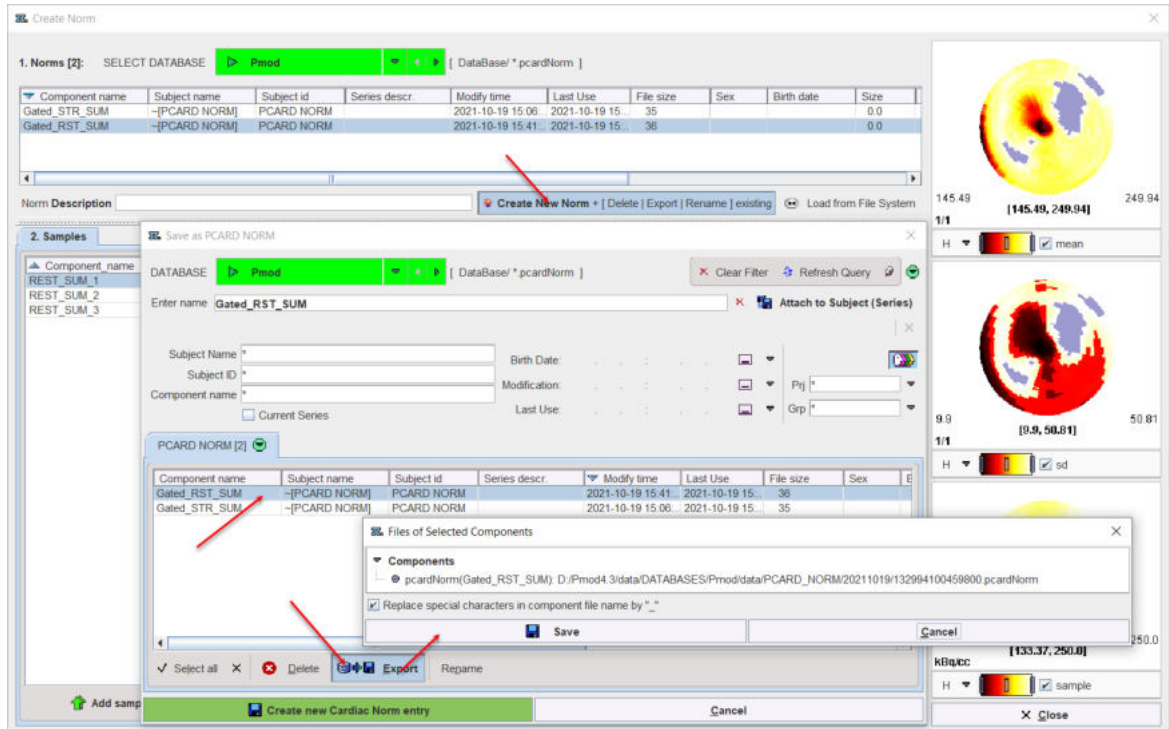 Create Norm
1. Norms [2]: SELECT DATABASE Pmod [ DataBase/ *.pcardNorm ]
Component name Subject name Subject id Series descr. Modify time Last Use File size Sex Birth date Size
Gated_STR_SUM ~[PCARD NORM] PCARD NORM 2021-10-19 15:06... 2021-10-19 15... 35 0.0
Gated_RST_SUM ~[PCARD NORM] PCARD NORM 2021-10-19 15:41:... 2021-10-19 15... 36 0.0
Norm Description Create New Norm + [ Delete | Export | Rename ] existing Load from File System
2. Samples
Component_name
REST_SUM_1
REST_SUM_2
REST_SUM_3
Add samp
Save as PCARD NORM
DATABASE Pmod [ DataBase/ *.pcardNorm ] Clear Filter Refresh Query
Enter name Gated_RST_SUM Attach to Subject (Series)
Subject Name * Birth Date: . . : . .
Subject ID * Modification: . . : . . Prj *
Component name * Last Use: . . : . . Grp *
Current Series
PCARD NORM [2]
Component name Subject name Subject id Series descr. Modify time Last Use File size Sex
Gated_RST_SUM ~[PCARD NORM] PCARD NORM 2021-10-19 15:41:... 2021-10-19 15... 36
Gated_STR_SUM ~[PCARD NORM] PCARD NORM 2021-10-19 15:06:... 2021-10-19 15... 35
Files of Selected Components
Components
pcardNorm(Gated_RST_SUM): D:/Pmod4.3/data/DATABASES/Pmod/data/PCARD_NORM/20211019/132994100459800.pcardNorm
Replace special characters in component file name by "_"
Save Cancel
Select all Delete Export Rename
Create new Cardiac Norm entry Cancel
145.49 [145.49, 249.94] 249.94
1/1
H mean
9.9 [9.9, 50.81] 50.81
1/1
H sd
[133.37, 250.0] 250.0
kBq/cc
H sample
Close